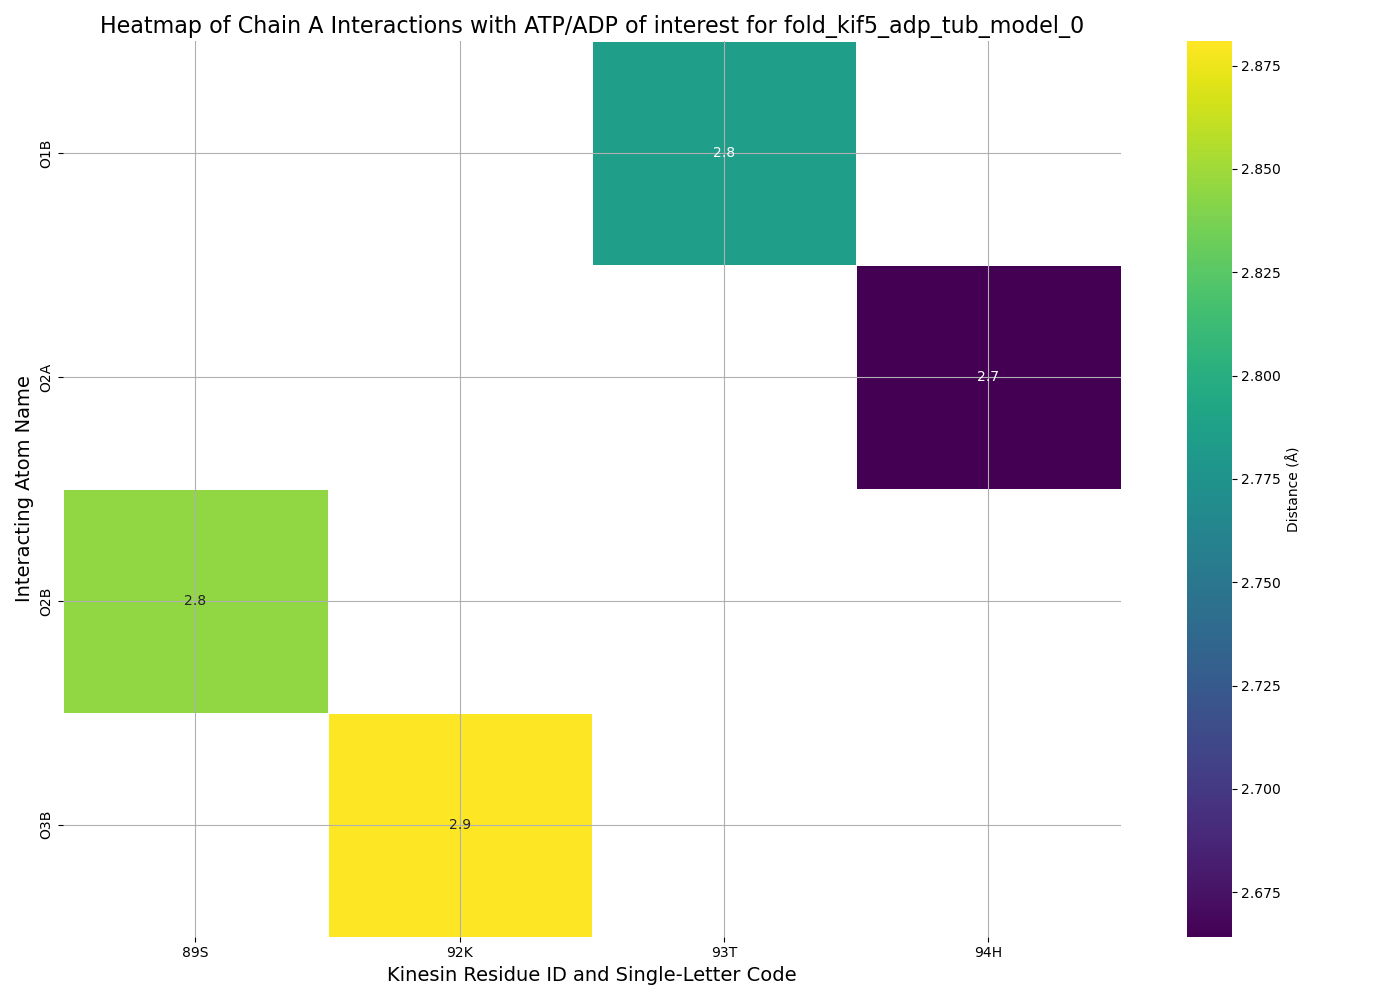 Heatmap of Chain A Interactions with ATP/ADP of interest for fold_kif5_adp_tub_model_0
Interacting Atom Name
O1B
O2A
O2B
O3B
2.8
2.7
2.8
2.9
89S
92K
93T
94H
Kinesin Residue ID and Single-Letter Code
2.875
2.850
2.825
2.800
2.775
2.750
2.725
2.700
2.675
Distance (Å)